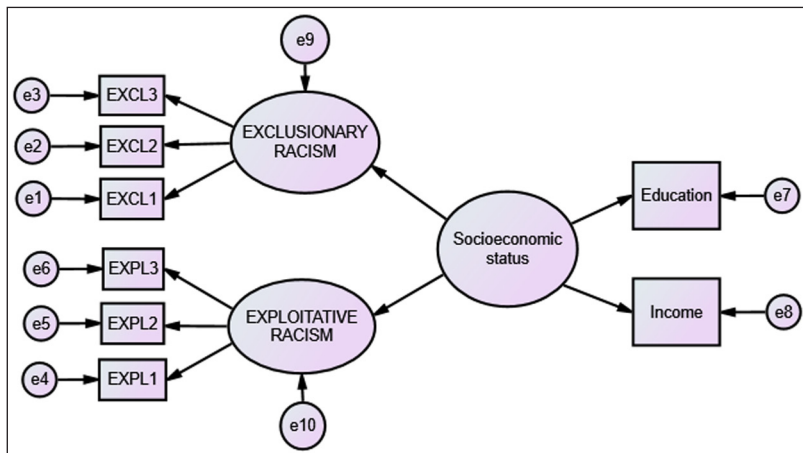 e9
e3
EXCL3
e2
EXCL2
e1
EXCL1
EXCLUSIONARY
RACISM
Socioeconomic
status
Education
e7
Income
e8
e6
EXPL3
e5
EXPL2
e4
EXPL1
EXPLOITATIVE
RACISM
e10